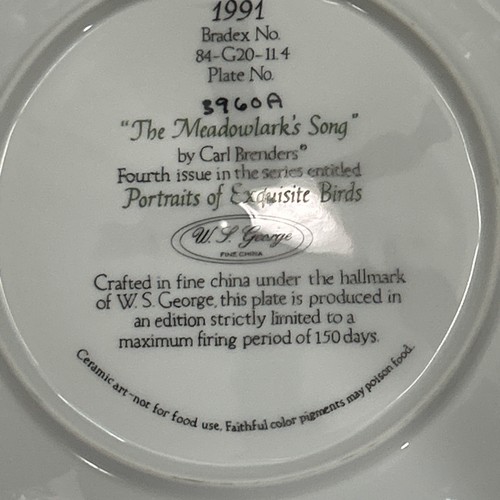 1991
Bradex No.
84-G20-11.4
Plate No.
3960A
"The Meadowlark's Song"
by Carl Brenders®
Fourth issue in the series entitled
Portraits of Exquisite Birds
W. S. George
FINE CHINA
Crafted in fine china under the hallmark
of W. S. George, this plate is produced in
an edition strictly limited to a
maximum firing period of 150 days.
Ceramic art-not for food use. Faithful color pigments may poison food.